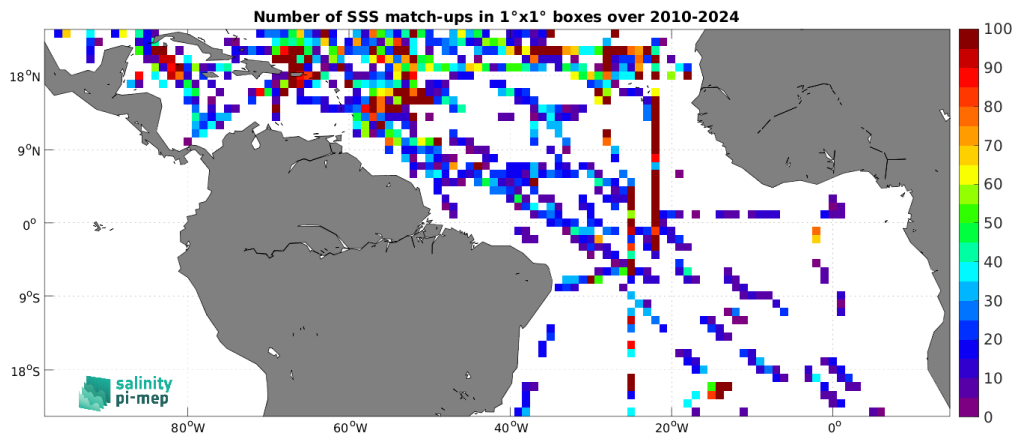 Number of SSS match-ups in 1°x1° boxes over 2010-2024
100
90
80
70
60
50
40
30
20
10
0
18°N
9°N
0°
9°S
18°S
80°W
60°W
40°W
20°W
0°
salinity
pi-mep